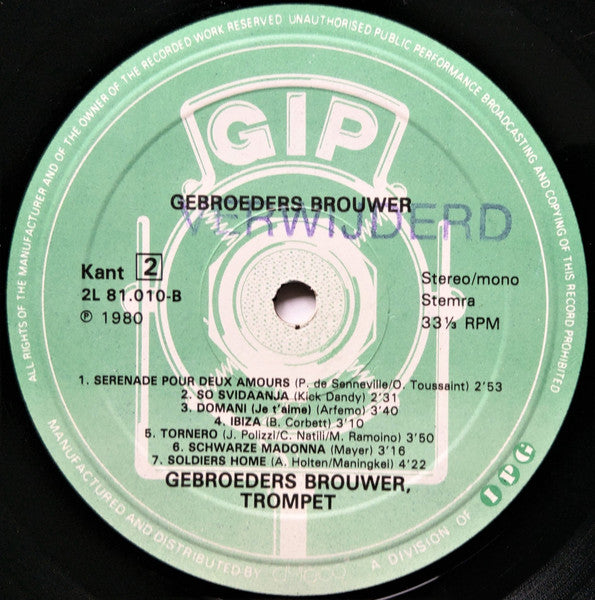 ALL RIGHTS OF THE MANUFACTURER AND OF THE OWNER OF THE RECORDED WORK RESERVED UNAUTHORISED PUBLIC PERFORMANCE BROADCASTING AND COPYING OF THIS RECORD PROHIBITED
GIP
GEBROEDERS BROUWER
VERWIJDERD
Kant 2
2L 81.010-B
℗ 1980
Stereo/mono
Stemra
33⅓ RPM
1. SERENADE POUR DEUX AMOURS (P. de Senneville/O. Toussaint) 2'53
2. SO SVIDAANJA (Kick Dandy) 2'31
3. DOMANI (Je t'aime) (Arfemo) 3'40
4. IBIZA (B. Corbett) 3'10
5. TORNERO (J. Polizzi/C. Natili/M. Ramoino) 3'50
6. SCHWARZE MADONNA (Mayer) 3'16
7. SOLDIERS HOME (A. Holten/Maningkei) 4'22
GEBROEDERS BROUWER,
TROMPET
MANUFACTURED AND DISTRIBUTED BY
A DIVISION OF IPG